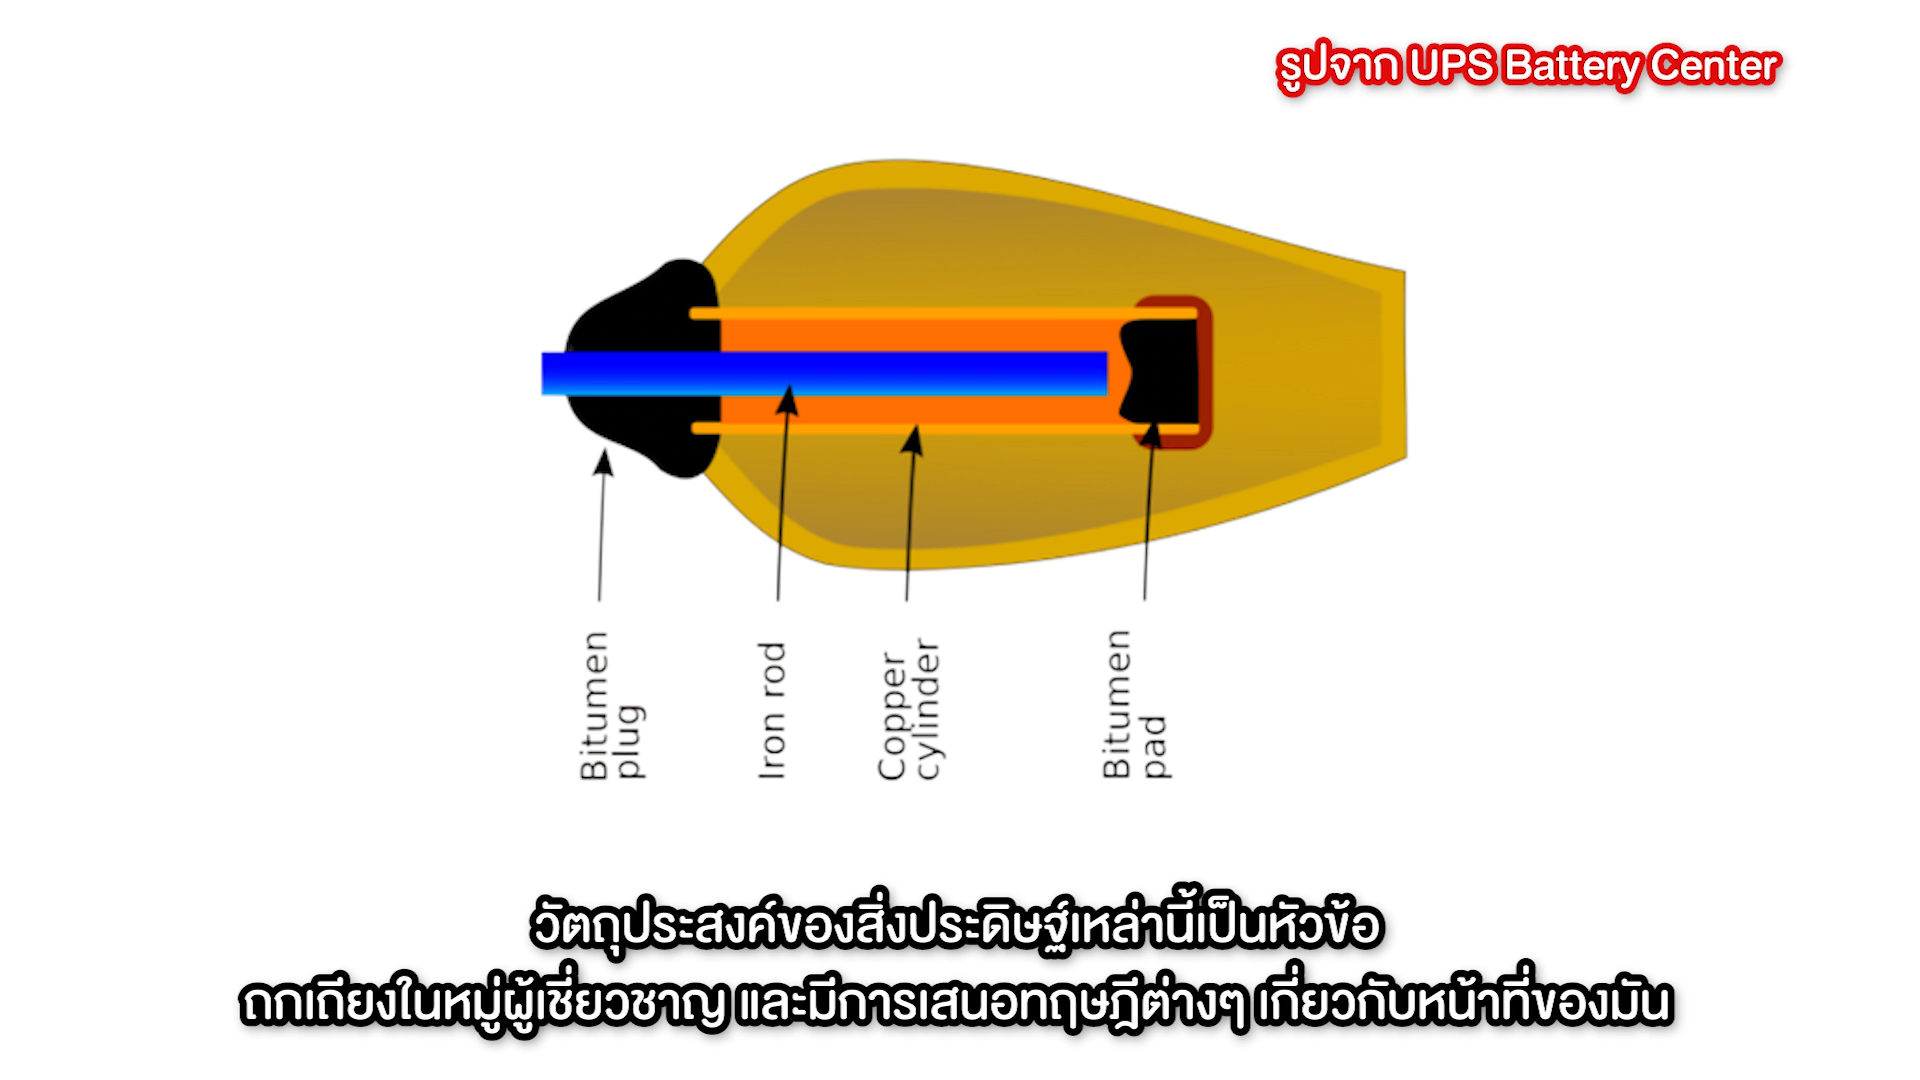 รูปจาก UPS Battery Center
Bitumen
plug
Iron rod
Copper
cylinder
Bitumen
pad
วัตถุประสงค์ของสิ่งประดิษฐ์เหล่านี้เป็นหัวข้อ
ถกเถียงในหมู่ผู้เชี่ยวชาญ และมีการเสนอทฤษฎีต่างๆ เกี่ยวกับหน้าที่ของมัน